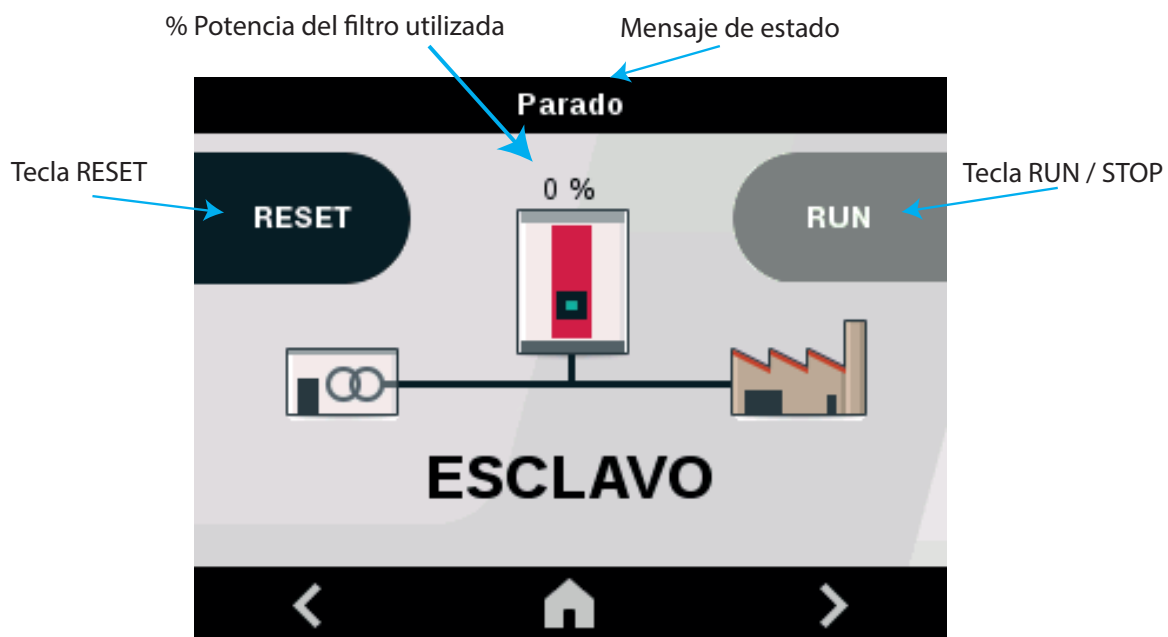 % Potencia del filtro utilizada
Mensaje de estado
Parado
Tecla RESET
Tecla RUN / STOP
0 %
RESET
RUN
ESCLAVO